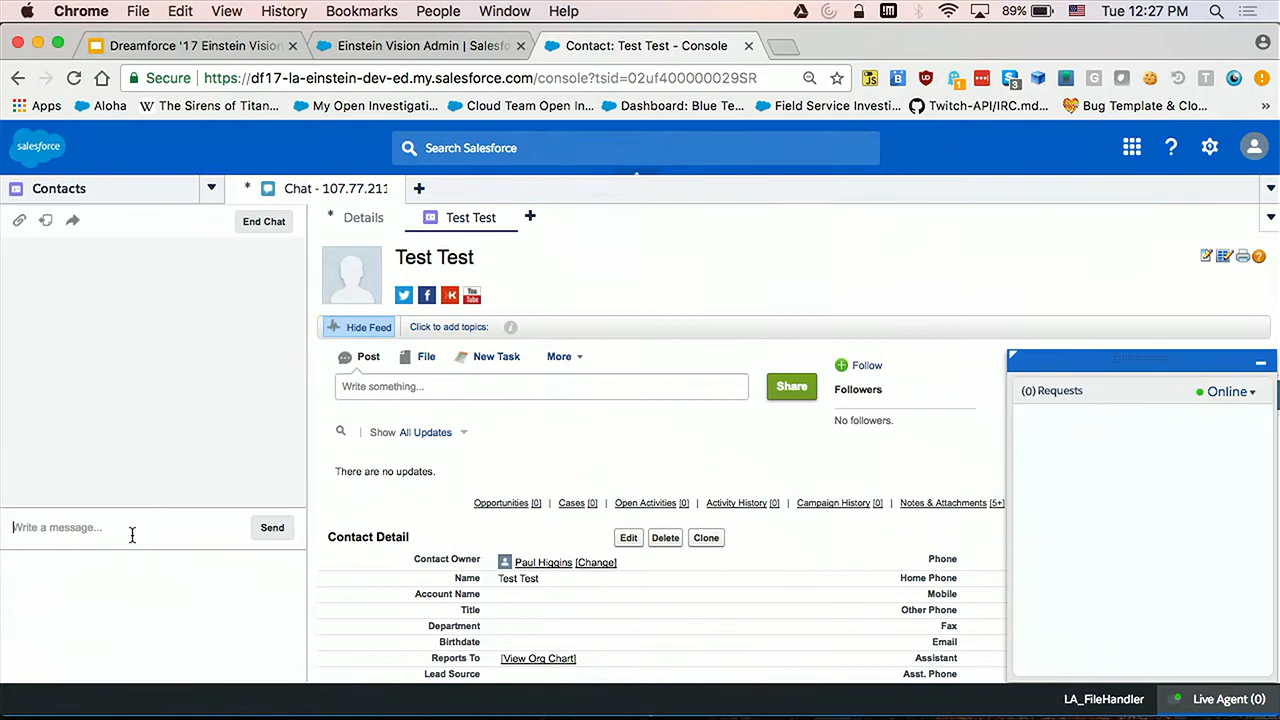 Chrome File Edit View History Bookmarks People Window Help 89% Tue 12:27 PM
Dreamforce '17 Einstein Vision Einstein Vision Admin | Salesfo Contact: Test Test - Console
Secure https://df17-la-einstein-dev-ed.my.salesforce.com/console?tsid=02uf400000029SR
Apps Aloha The Sirens of Titan... My Open Investigati... Cloud Team Open In... Dashboard: Blue Te... Field Service Investi... Twitch-API/IRC.md... Bug Template & Clo... »
salesforce Search Salesforce
Contacts * Chat - 107.77.211
End Chat * Details Test Test
Test Test
Hide Feed Click to add topics:
Post File New Task More
Follow
Write something... Share
Followers
(0) Requests Online
No followers.
Show All Updates
There are no updates.
Opportunities [0] | Cases [0] | Open Activities [0] | Activity History [0] | Campaign History [0] | Notes & Attachments [5+]
Write a message... Send
Contact Detail Edit Delete Clone
Contact Owner Paul Higgins [Change] Phone
Name Test Test Home Phone
Account Name Mobile
Title Other Phone
Department Fax
Birthdate Email
Reports To [View Org Chart] Assistant
Lead Source Asst. Phone
LA_FileHandler Live Agent (0)